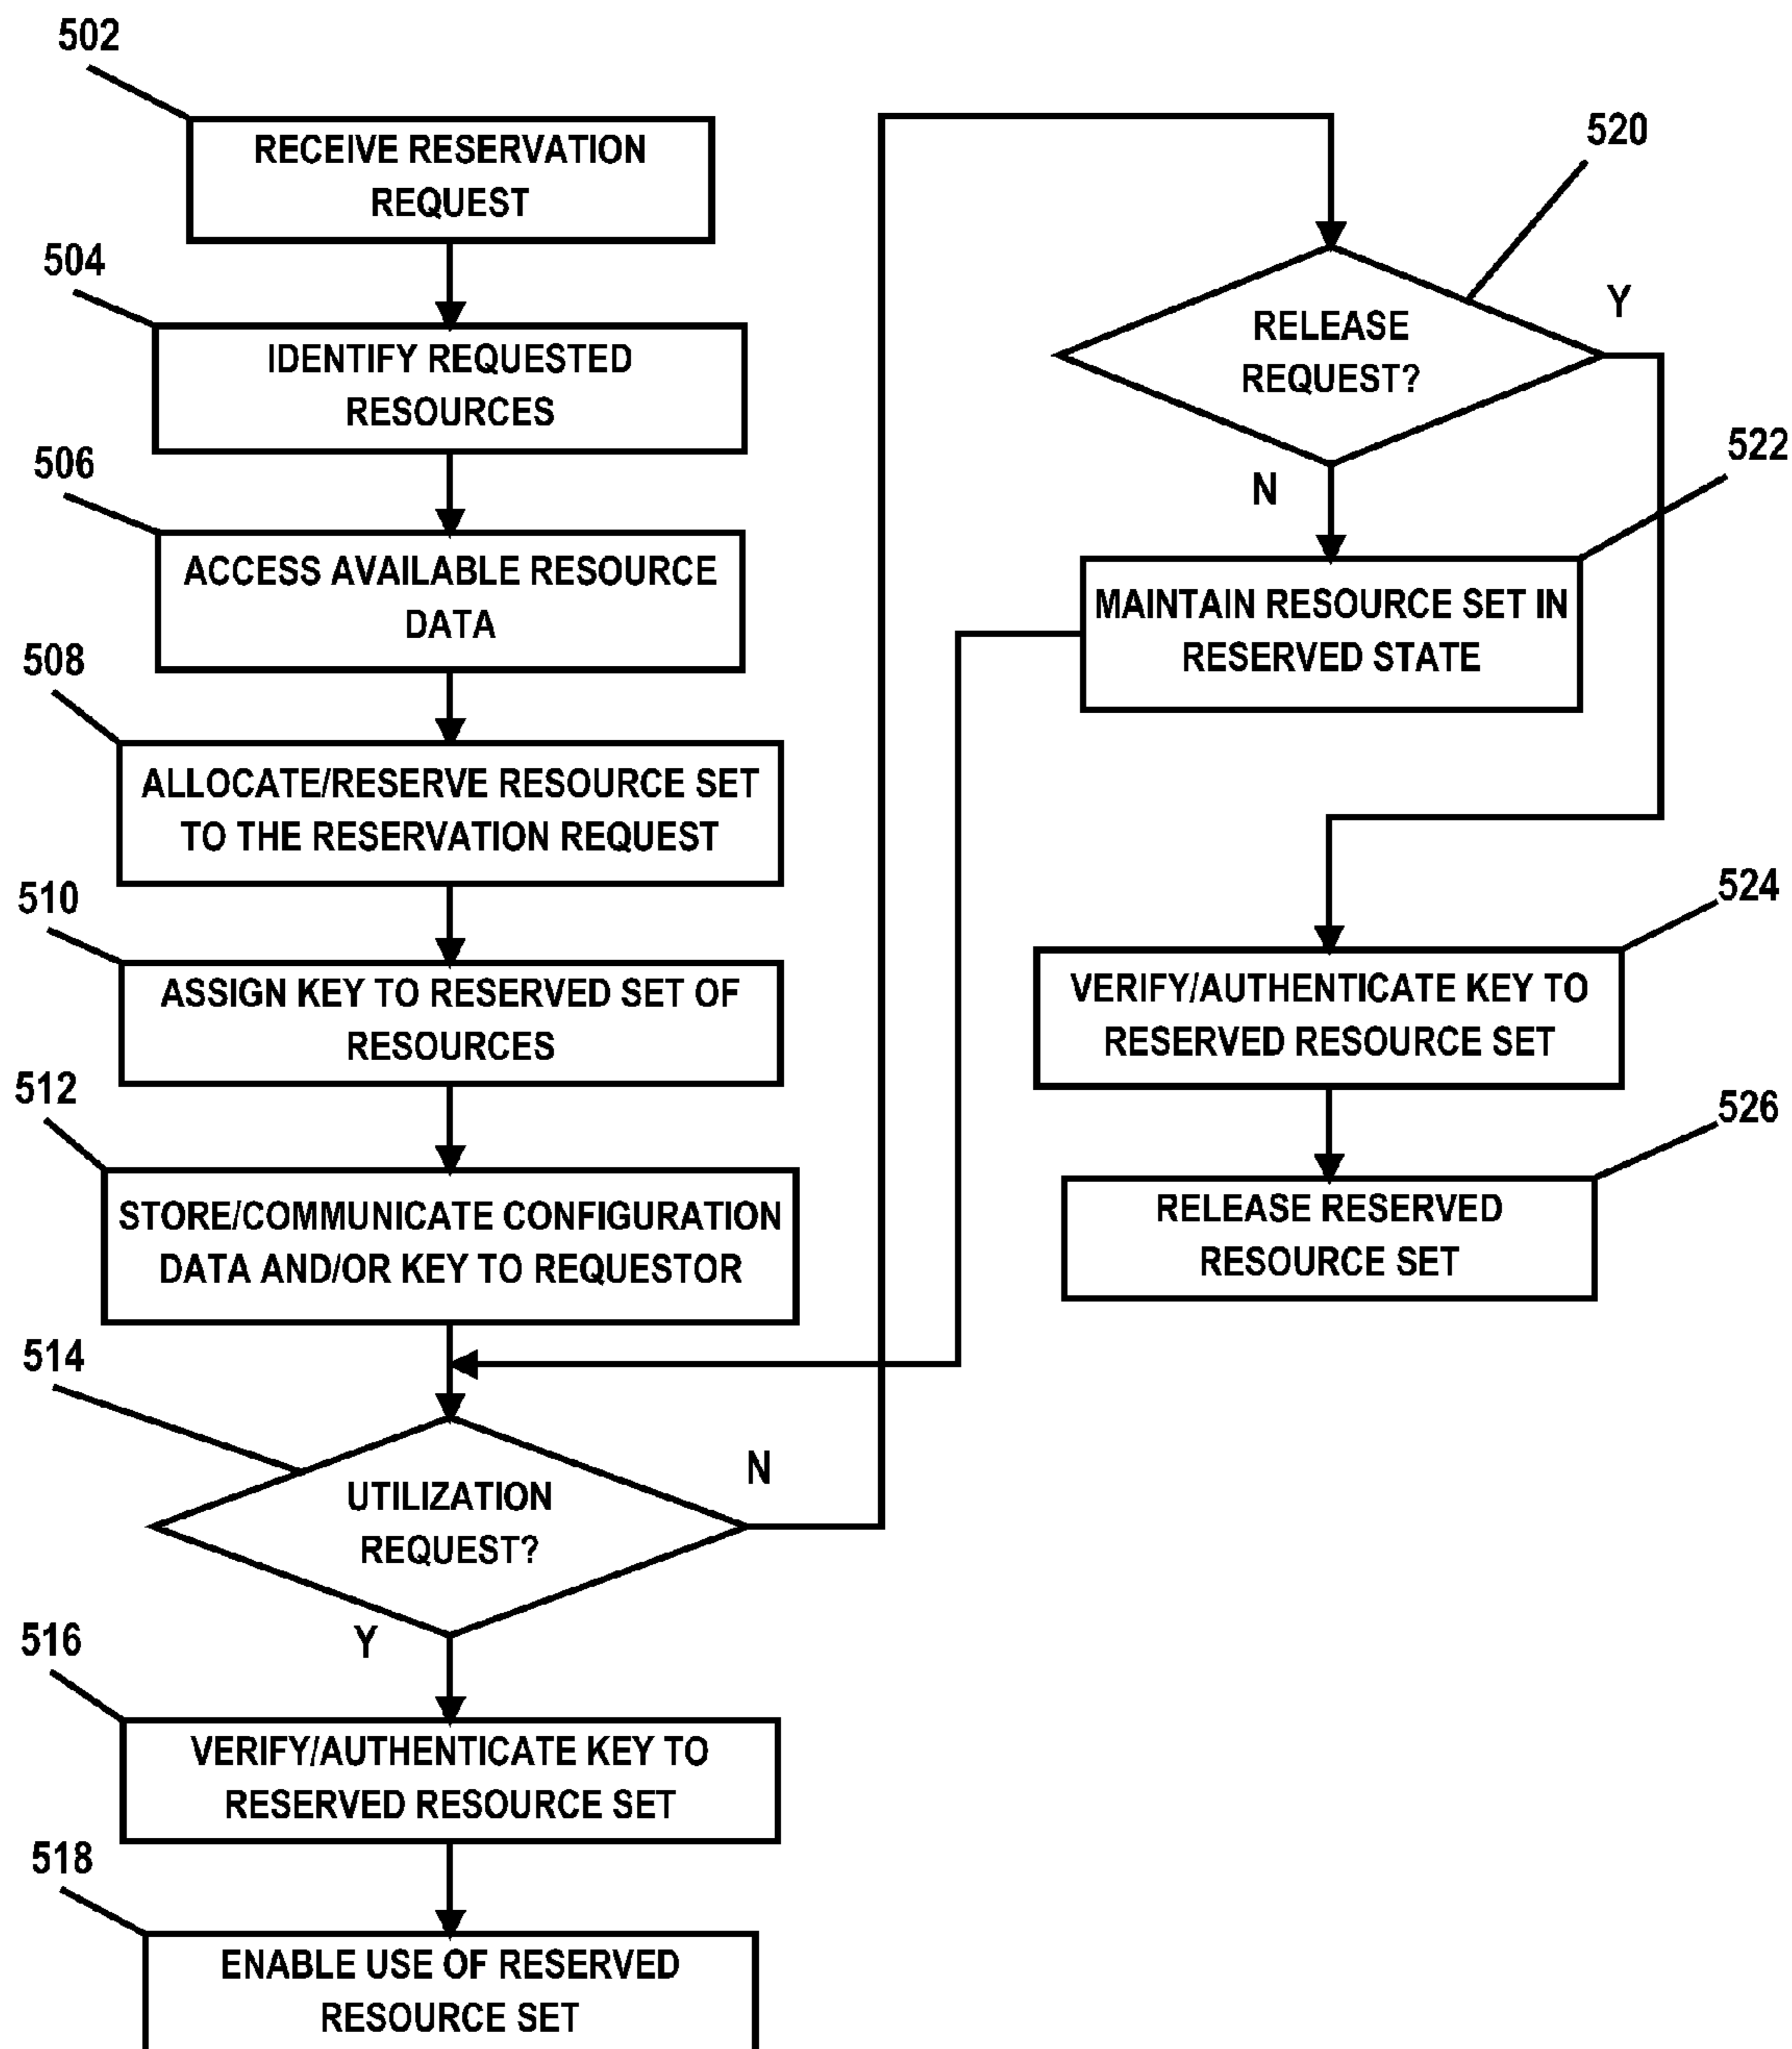 502
RECEIVE RESERVATION
REQUEST
504
IDENTIFY REQUESTED
RESOURCES
506
ACCESS AVAILABLE RESOURCE
DATA
508
ALLOCATE/RESERVE RESOURCE SET
TO THE RESERVATION REQUEST
510
ASSIGN KEY TO RESERVED SET OF
RESOURCES
512
STORE/COMMUNICATE CONFIGURATION
DATA AND/OR KEY TO REQUESTOR
514
UTILIZATION
REQUEST?
N
Y
516
VERIFY/AUTHENTICATE KEY TO
RESERVED RESOURCE SET
518
ENABLE USE OF RESERVED
RESOURCE SET
520
RELEASE
REQUEST?
Y
N
522
MAINTAIN RESOURCE SET IN
RESERVED STATE
524
VERIFY/AUTHENTICATE KEY TO
RESERVED RESOURCE SET
526
RELEASE RESERVED
RESOURCE SET